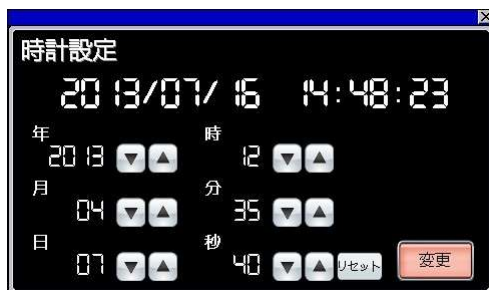 時計設定
2013/07/16 14:48:23
年 時
2013 ▼ ▲ 12 ▼ ▲
月 分
04 ▼ ▲ 35 ▼ ▲
日 秒
07 ▼ ▲ 40 ▼ ▲ リセット 変更